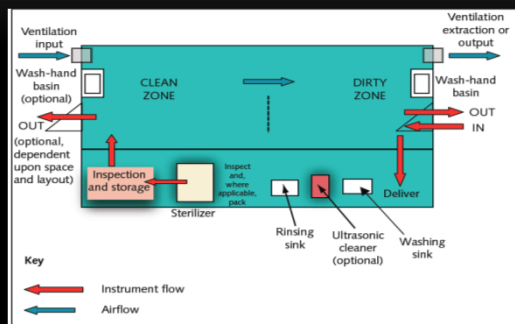 Ventilation
input
Ventilation
extraction or
output
Wash-hand
basin
(optional)
CLEAN
ZONE
DIRTY
ZONE
Wash-hand
basin
OUT
(optional,
dependent
upon space
and layout)
OUT
IN
Inspection
and storage
Sterilizer
Inspect
and,
where
applicable,
pack
Rinsing
sink
Ultrasonic
cleaner
(optional)
Washing
sink
Deliver
Key
Instrument flow
Airflow